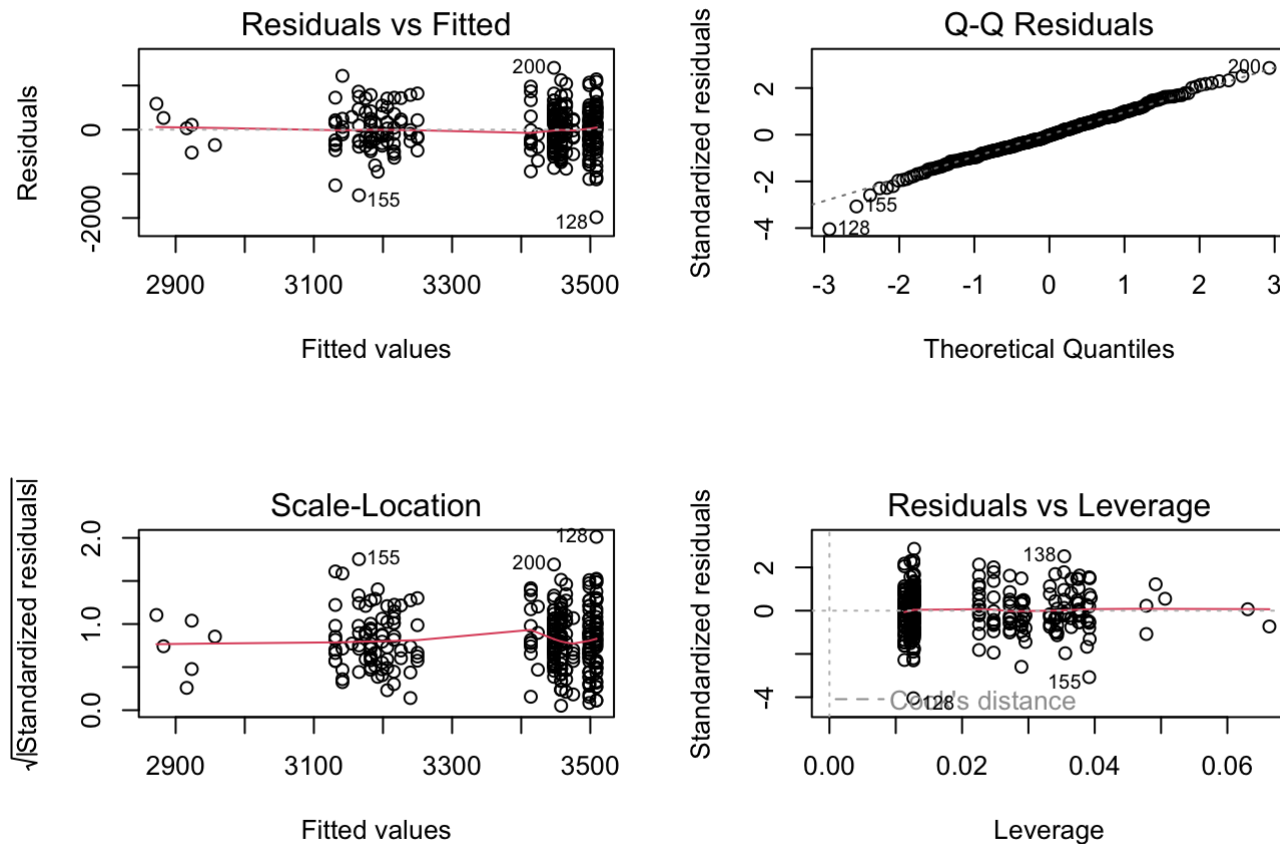 Residuals vs Fitted
Residuals
0
-2000
200
155
128
2900 3100 3300 3500
Fitted values
Q-Q Residuals
Standardized residuals
2
0
-2
-4
200
155
128
-3 -2 -1 0 1 2 3
Theoretical Quantiles
Scale-Location
√|Standardized residuals|
2.0
1.0
0.0
128
200
155
2900 3100 3300 3500
Fitted values
Residuals vs Leverage
Standardized residuals
2
0
-4
138
155
128
Cook's distance
0.00 0.02 0.04 0.06
Leverage